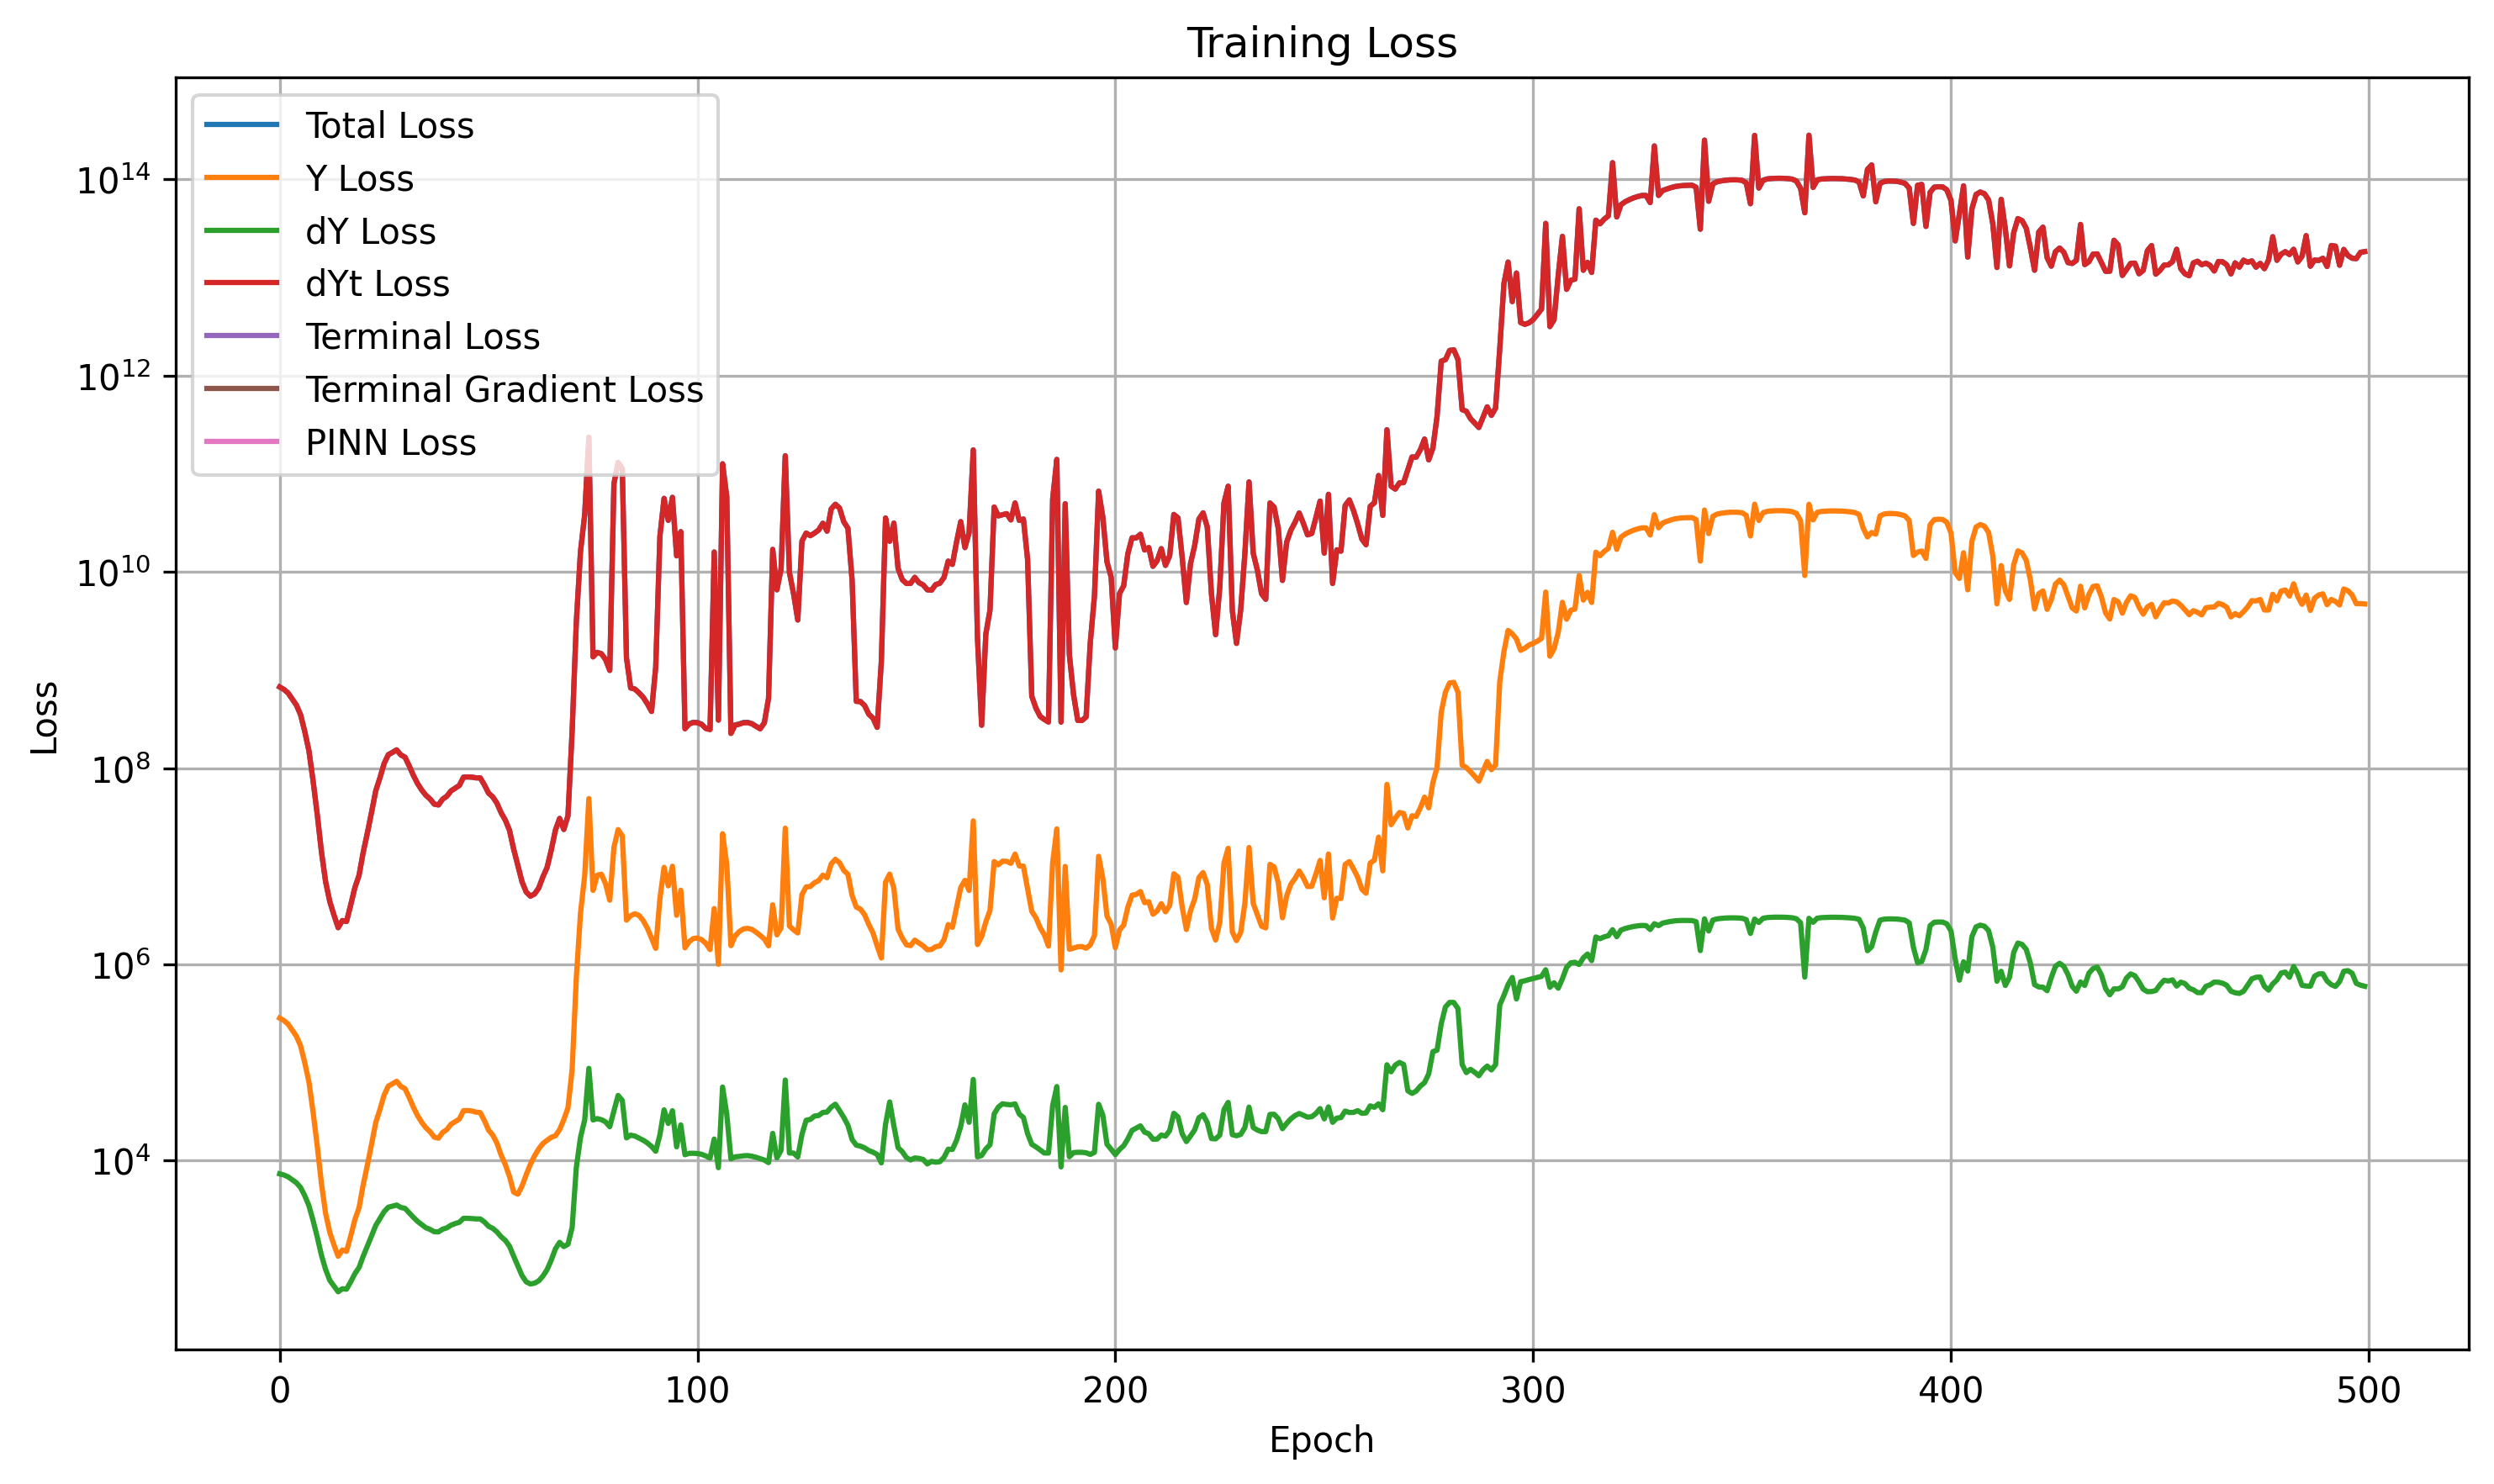 Training Loss
Total Loss
Y Loss
dY Loss
dYt Loss
Terminal Loss
Terminal Gradient Loss
PINN Loss
10^14
10^12
10^10
10^8
10^6
10^4
Loss
0 100 200 300 400 500
Epoch